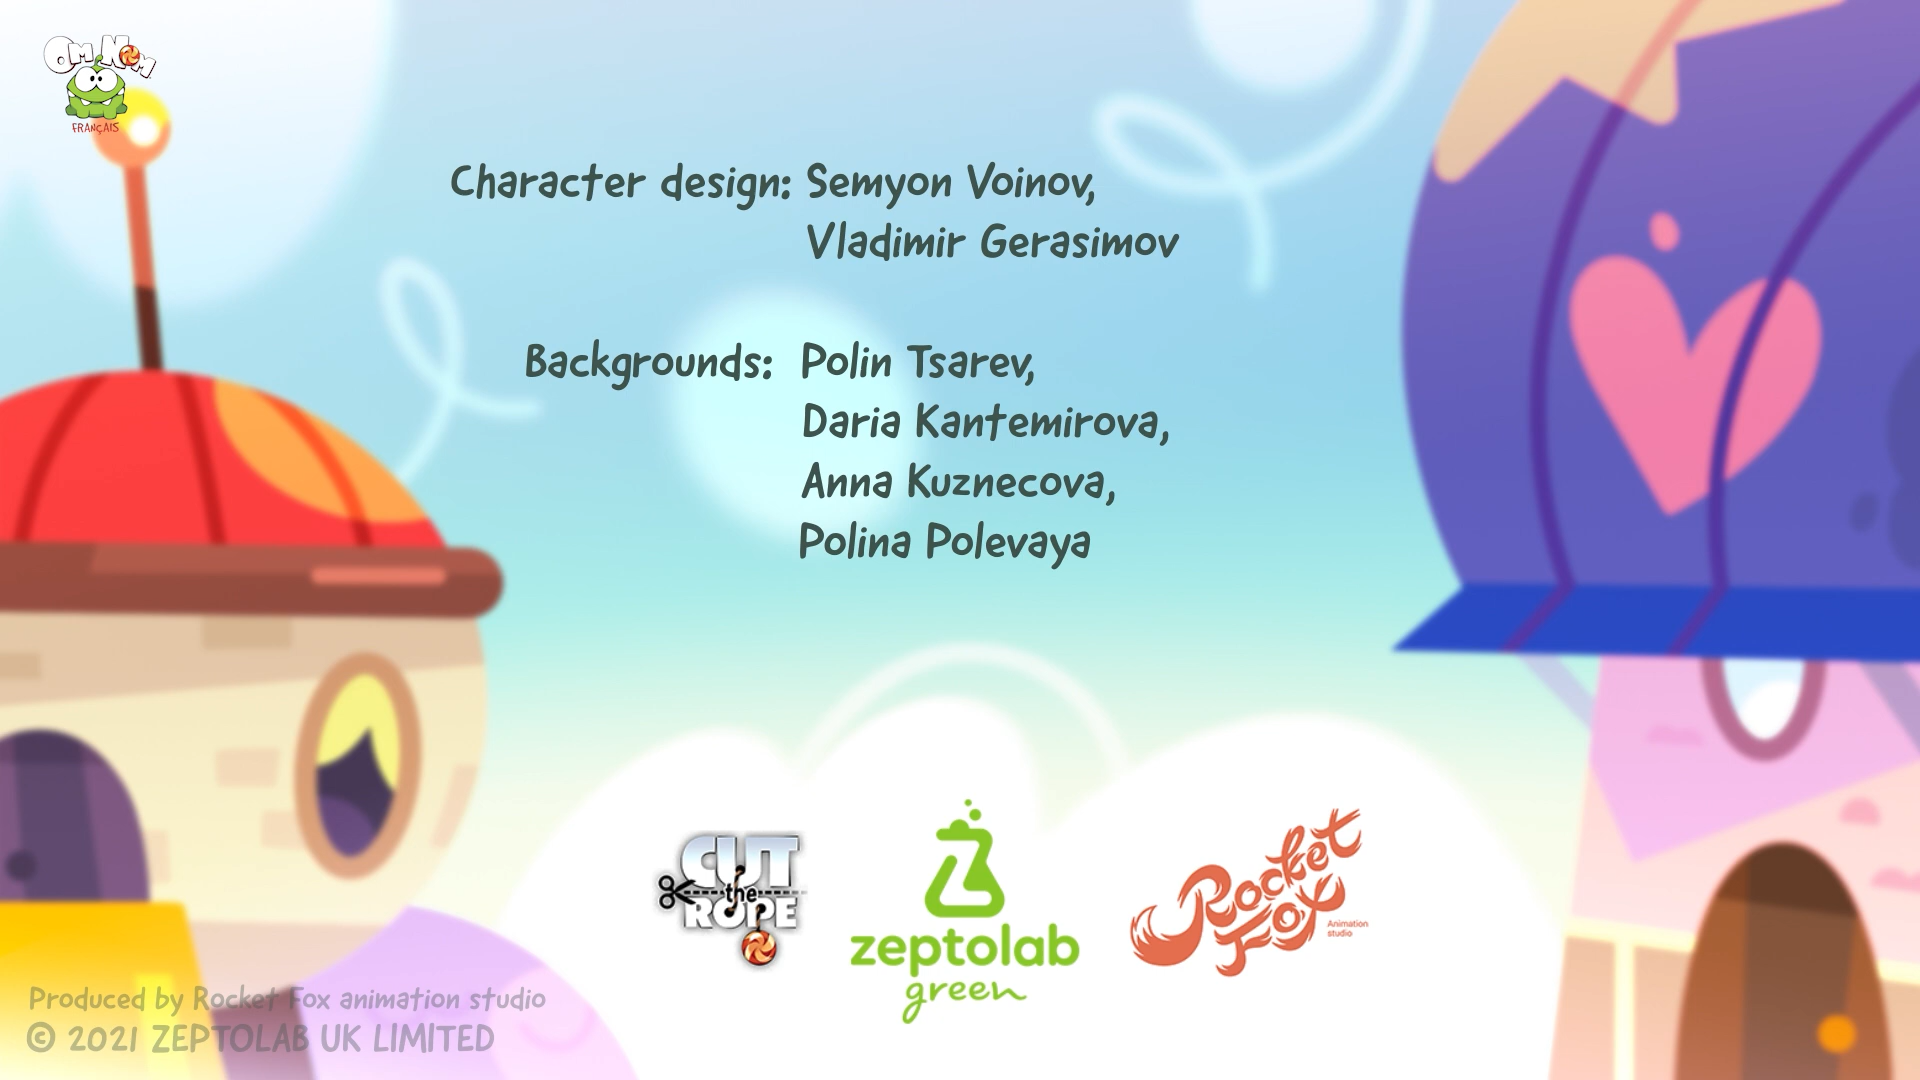 OM NOM
FRANÇAIS
Character design: Semyon Voinov,
Vladimir Gerasimov
Backgrounds: Polin Tsarev,
Daria Kantemirova,
Anna Kuznecova,
Polina Polevaya
CUT
the
ROPE
zeptolab
green
Rocket
Fox
Animation
studio
Produced by Rocket Fox animation studio
© 2021 ZEPTOLAB UK LIMITED